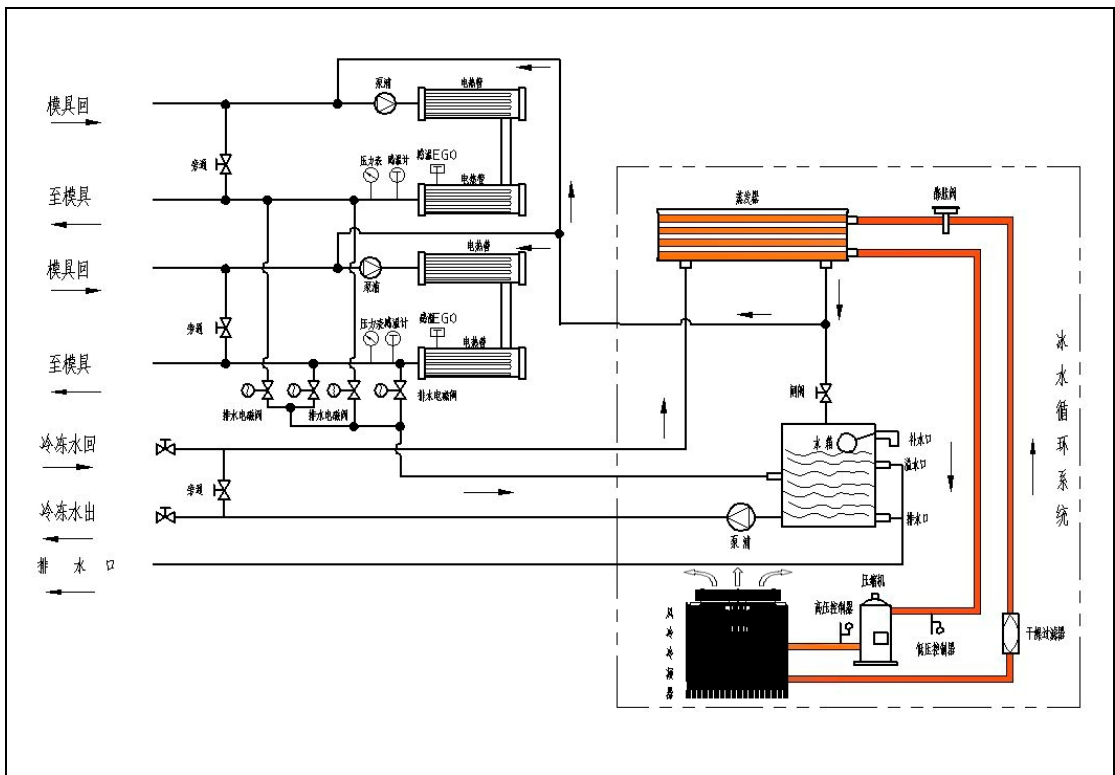 电热管
泵浦
模具回
旁通
压力表
感温计
感温EGO
至模具
电热管
蒸发器
膨胀阀
模具回
电热管
泵浦
旁通
压力表
感温计
感温EGO
至模具
电热管
排水电磁阀
排水电磁阀
排水电磁阀
闸阀
冰水循环系统
冷冻水回
水箱
补水口
溢水口
旁通
冷冻水出
泵浦
排水口
排水口
压缩机
高压控制器
低压控制器
干燥过滤器
风冷冷凝器